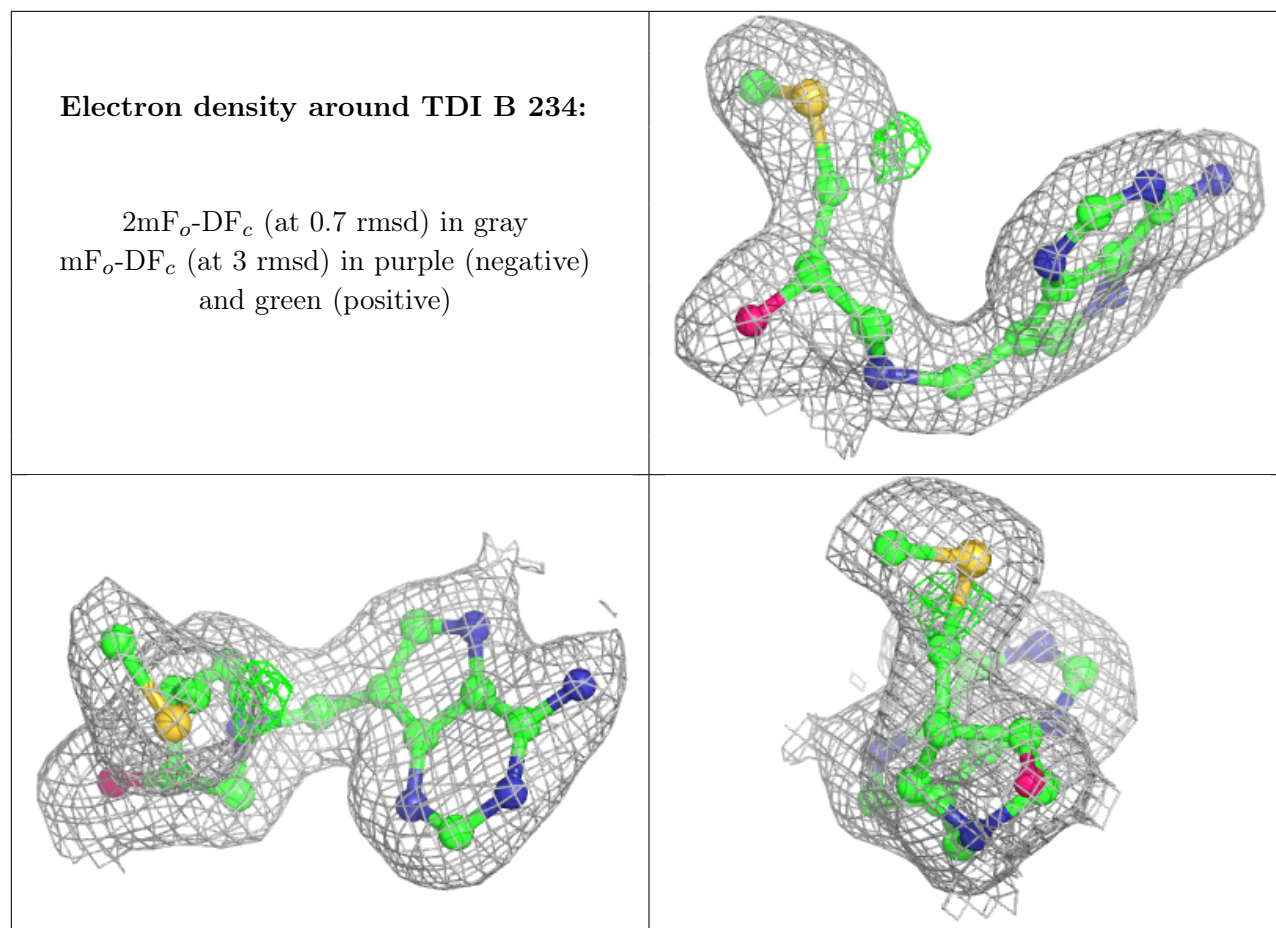 Electron density around TDI B 234:
2mFₒ-DF𝒸 (at 0.7 rmsd) in gray
mFₒ-DF𝒸 (at 3 rmsd) in purple (negative)
and green (positive)